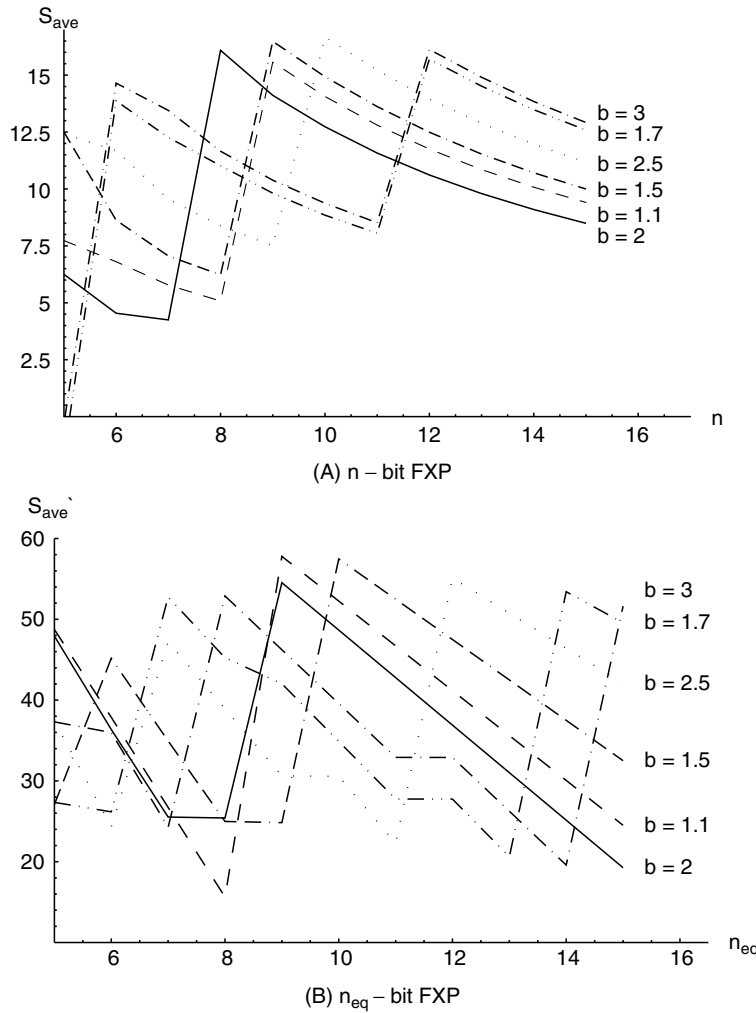 S_ave
15
12.5
10
7.5
5
2.5
b = 3
b = 1.7
b = 2.5
b = 1.5
b = 1.1
b = 2
6 8 10 12 14 16 n
(A) n – bit FXP
S_ave`
60
50
40
30
20
b = 3
b = 1.7
b = 2.5
b = 1.5
b = 1.1
b = 2
6 8 10 12 14 16 n_eq
(B) n_eq – bit FXP